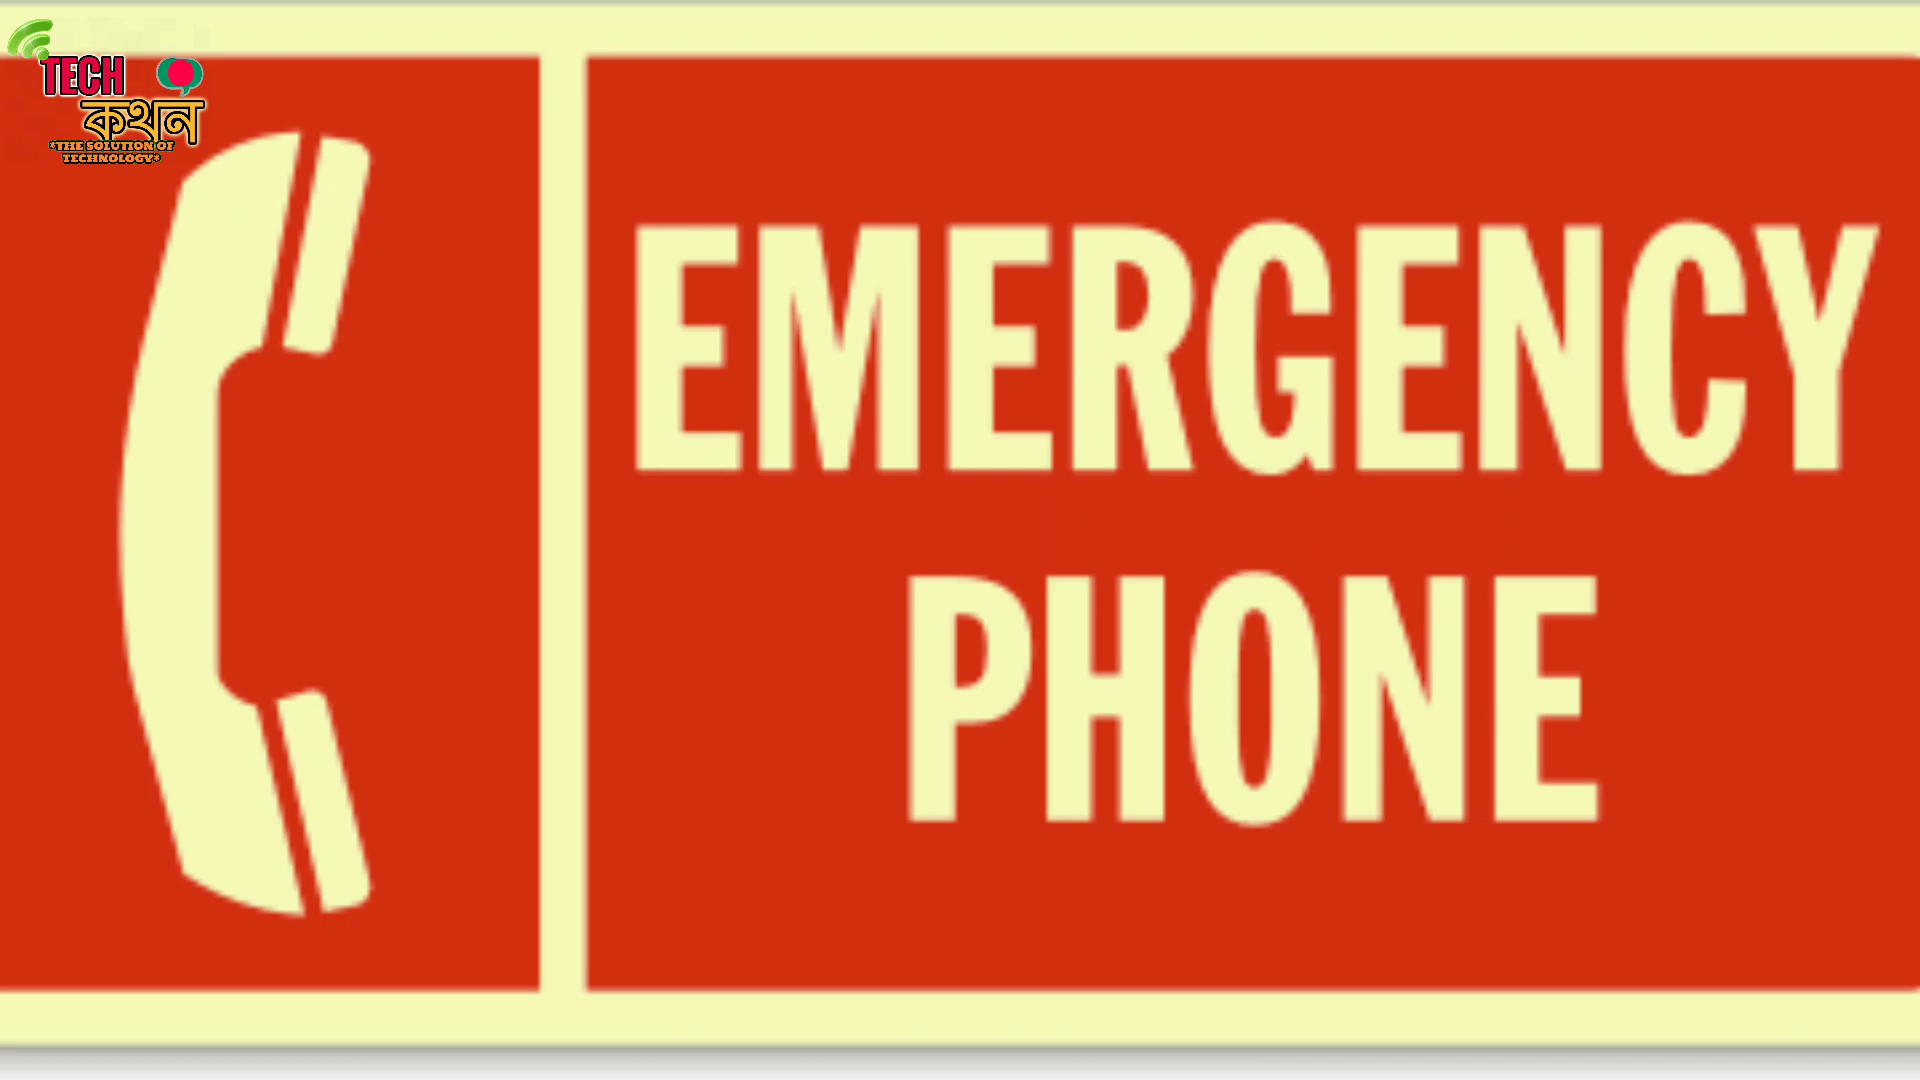 TECH
কথন
*THE SOLUTION OF
TECHNOLOGY*
EMERGENCY
PHONE